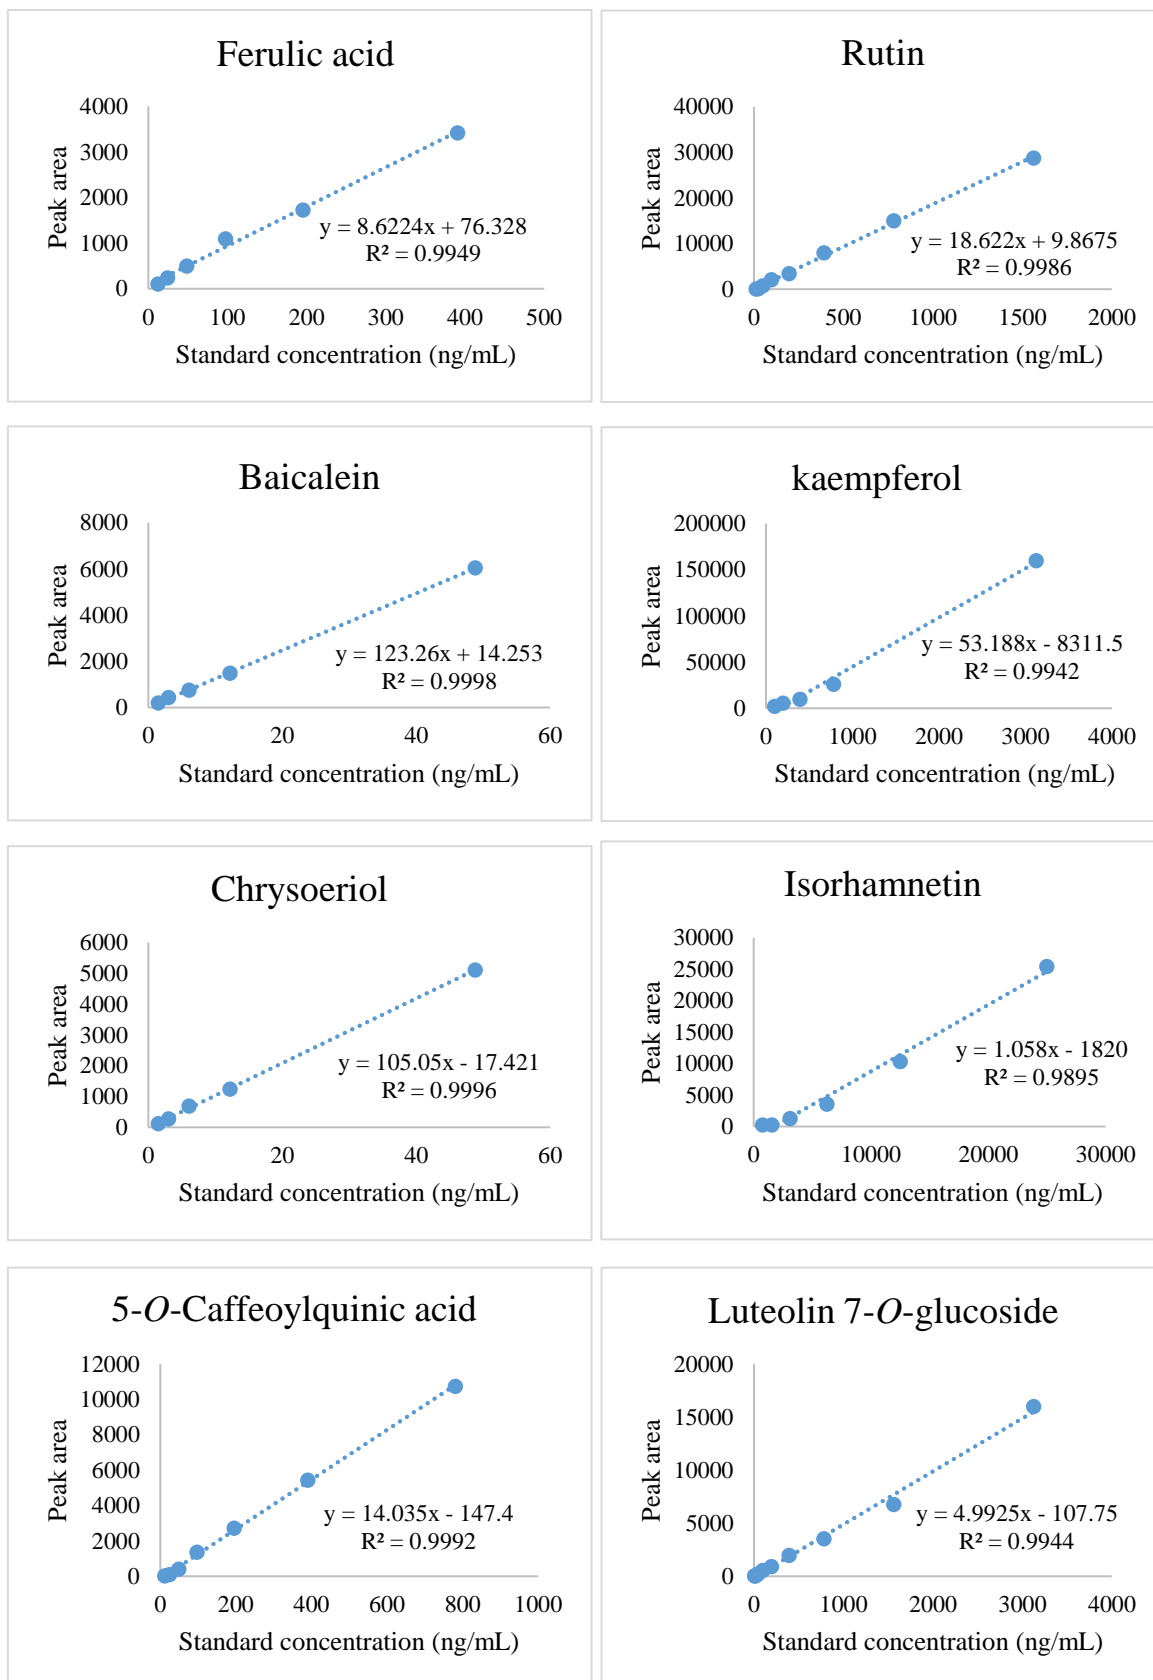 Ferulic acid
4000
3000
2000
1000
0
0 100 200 300 400 500
Peak area
Standard concentration (ng/mL)
y = 8.6224x + 76.328
R² = 0.9949
Rutin
40000
30000
20000
10000
0
0 500 1000 1500 2000
Peak area
Standard concentration (ng/mL)
y = 18.622x + 9.8675
R² = 0.9986
Baicalein
8000
6000
4000
2000
0
0 20 40 60
Peak area
Standard concentration (ng/mL)
y = 123.26x + 14.253
R² = 0.9998
kaempferol
200000
150000
100000
50000
0
0 1000 2000 3000 4000
Peak area
Standard concentration (ng/mL)
y = 53.188x - 8311.5
R² = 0.9942
Chrysoeriol
6000
5000
4000
3000
2000
1000
0
0 20 40 60
Peak area
Standard concentration (ng/mL)
y = 105.05x - 17.421
R² = 0.9996
Isorhamnetin
30000
25000
20000
15000
10000
5000
0
0 10000 20000 30000
Peak area
Standard concentration (ng/mL)
y = 1.058x - 1820
R² = 0.9895
5-O-Caffeoylquinic acid
12000
10000
8000
6000
4000
2000
0
0 200 400 600 800 1000
Peak area
Standard concentration (ng/mL)
y = 14.035x - 147.4
R² = 0.9992
Luteolin 7-O-glucoside
20000
15000
10000
5000
0
0 1000 2000 3000 4000
Peak area
Standard concentration (ng/mL)
y = 4.9925x - 107.75
R² = 0.9944